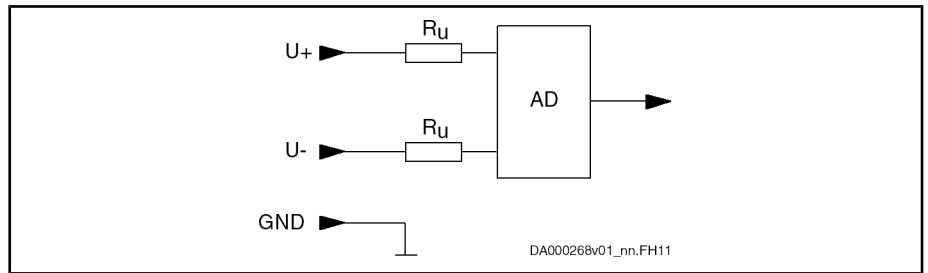 Ru
U+
AD
Ru
U-
GND
DA000268v01_nn.FH11